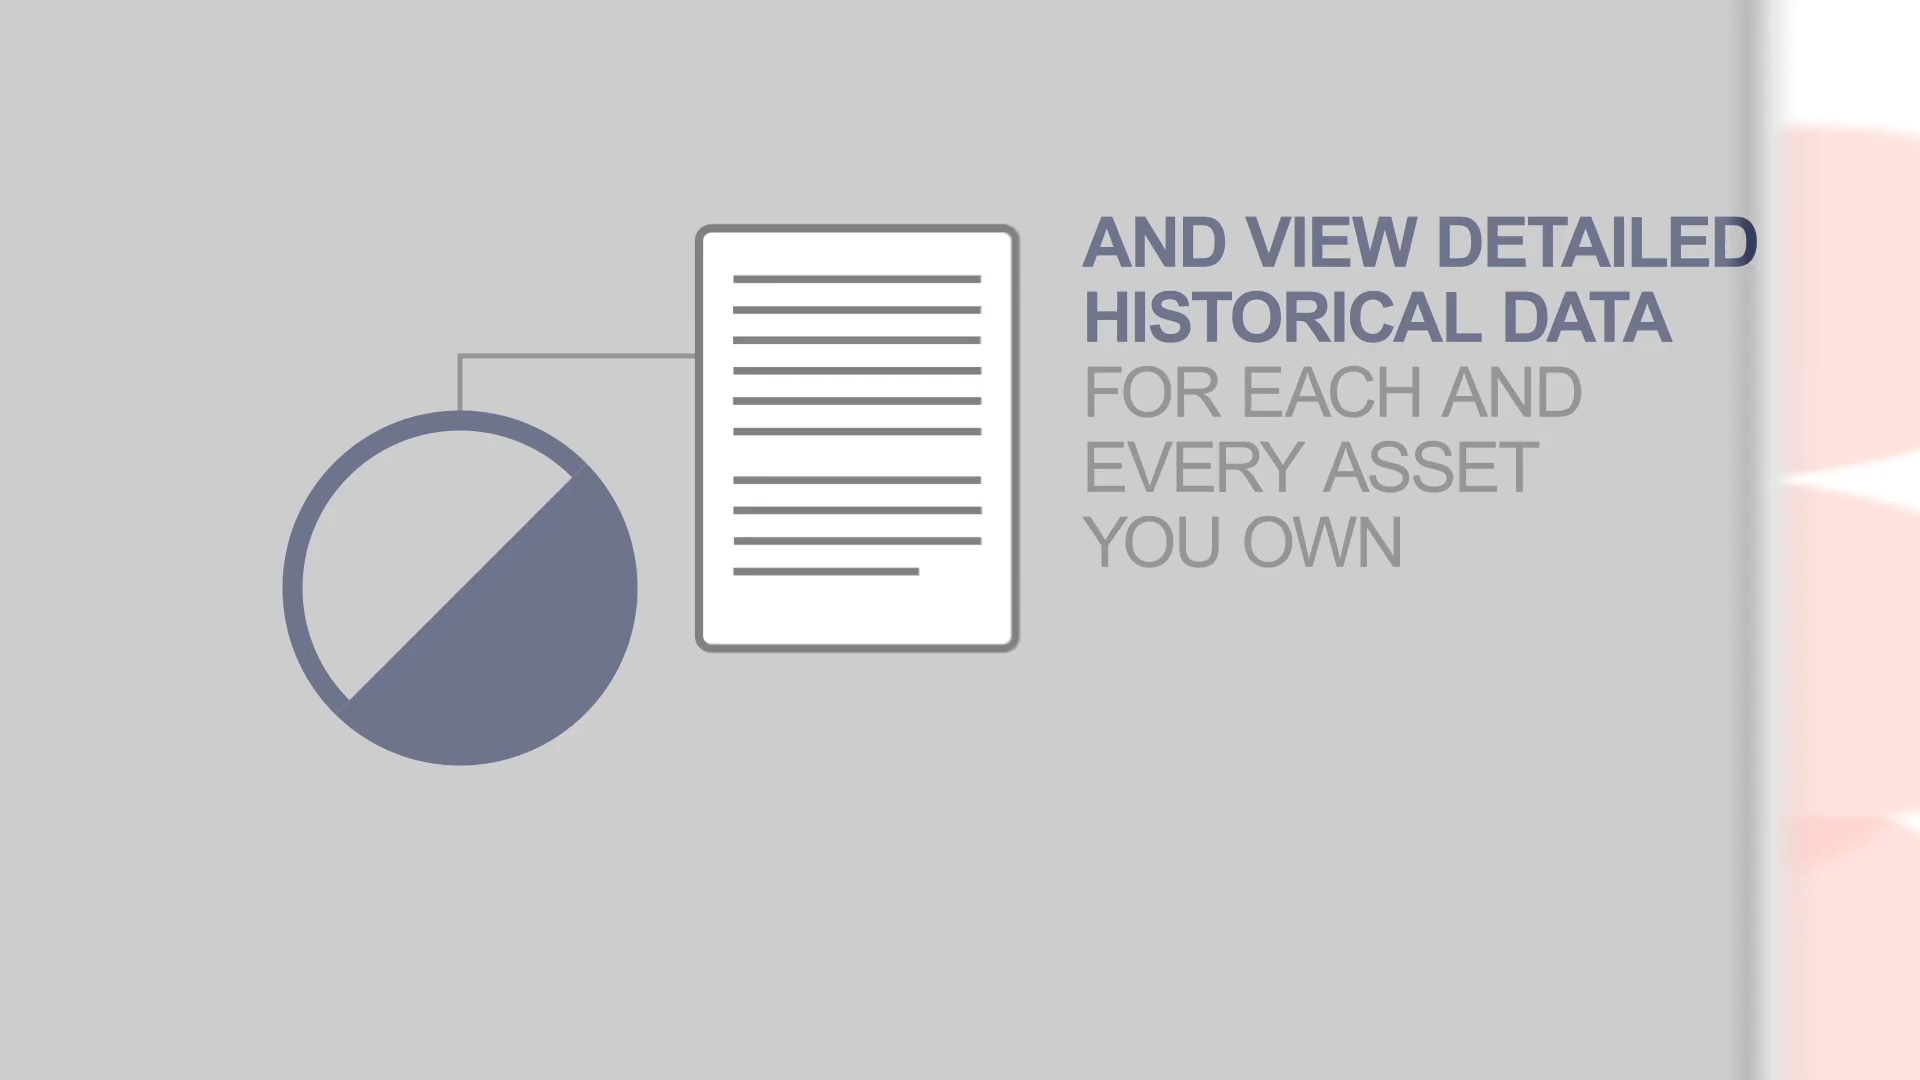 AND VIEW DETAILED
HISTORICAL DATA
FOR EACH AND
EVERY ASSET
YOU OWN